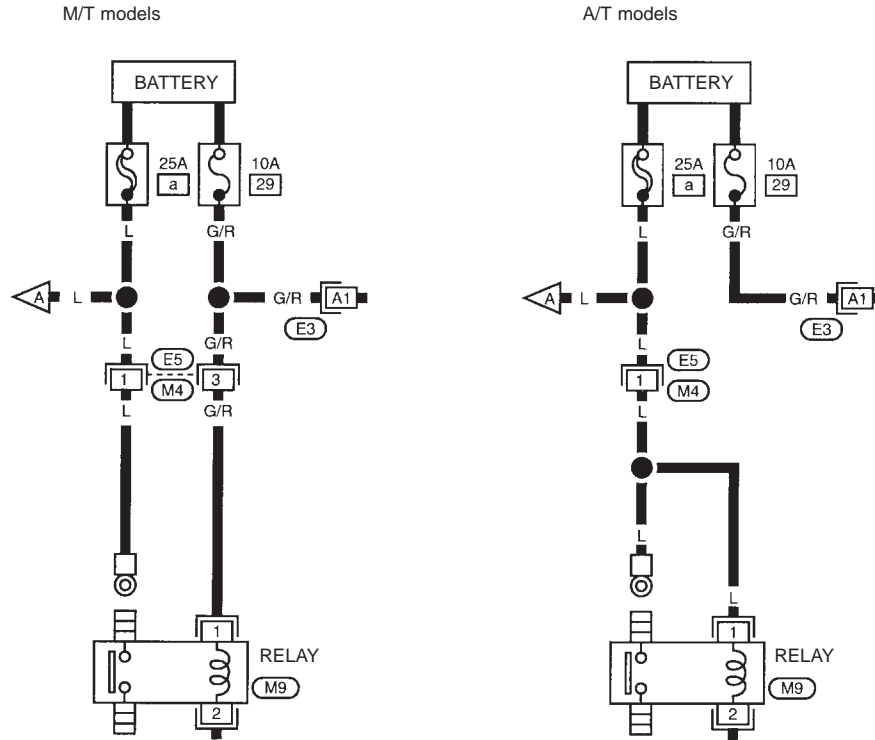 M/T models
BATTERY
25A
a
10A
29
L
G/R
A
L
G/R
A1
E3
L
G/R
E5
1
3
M4
L
G/R
1
RELAY
M9
2
A/T models
BATTERY
25A
a
10A
29
L
G/R
A
L
G/R
A1
E3
L
E5
1
M4
L
L
L
1
RELAY
M9
2